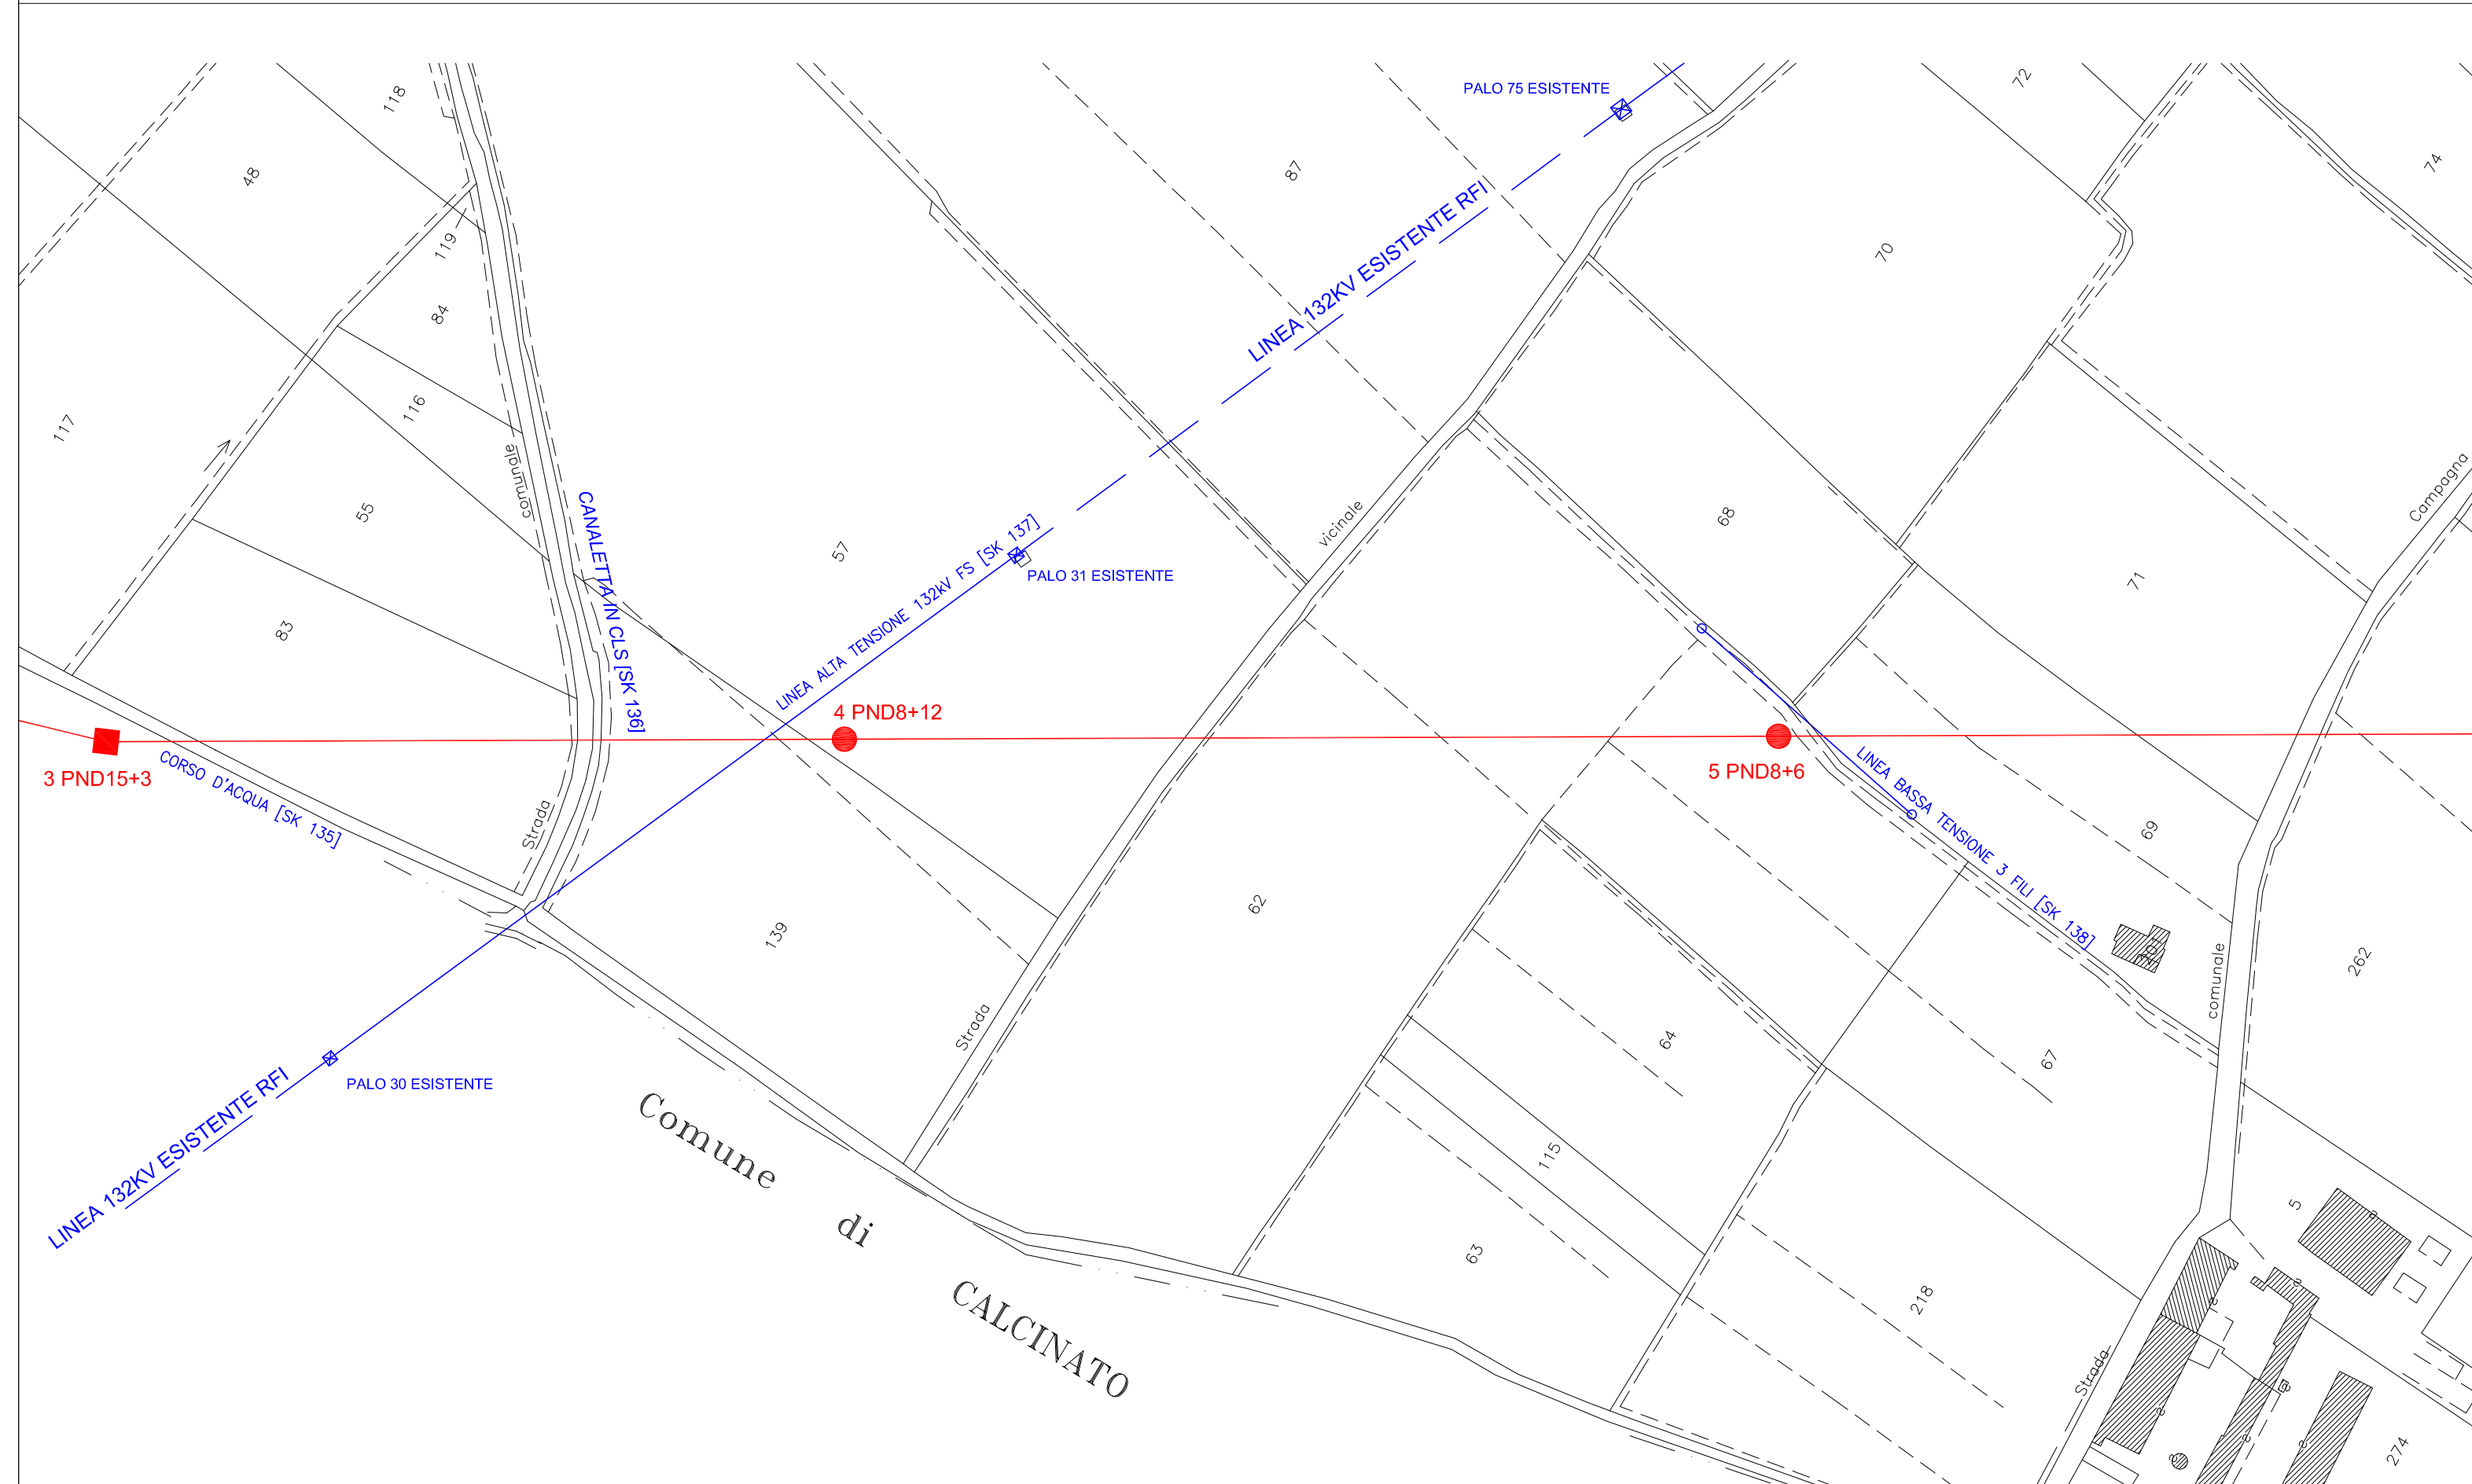 PALO 75 ESISTENTE
72
118
74
87
48
LINEA 132KV ESISTENTE RFI
119
70
84
116
117
Comunale
Campagna
55
CANALETTA IN CLS [SK 136]
68
vicinale
57
LINEA ALTA TENSIONE 132kV FS [SK 137]
PALO 31 ESISTENTE
71
83
4 PND8+12
3 PND15+3
CORSO D'ACQUA [SK 135]
5 PND8+6
LINEA BASSA TENSIONE 3 FILI [SK 138]
Strada
69
62
139
comunale
262
Strada
64
67
PALO 30 ESISTENTE
LINEA 132KV ESISTENTE RFI
Comune
di
CALCINATO
115
63
5
a
a
a
218
Strada
a
a
a
a
a
274